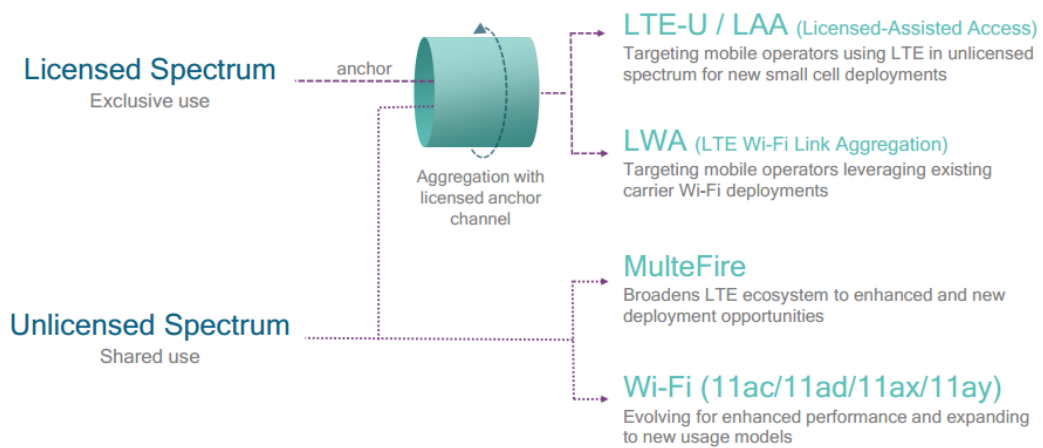 Licensed Spectrum
Exclusive use
anchor
Aggregation with
licensed anchor
channel
LTE-U / LAA (Licensed-Assisted Access)
Targeting mobile operators using LTE in unlicensed
spectrum for new small cell deployments
LWA (LTE Wi-Fi Link Aggregation)
Targeting mobile operators leveraging existing
carrier Wi-Fi deployments
Unlicensed Spectrum
Shared use
MulteFire
Broadens LTE ecosystem to enhanced and new
deployment opportunities
Wi-Fi (11ac/11ad/11ax/11ay)
Evolving for enhanced performance and expanding
to new usage models